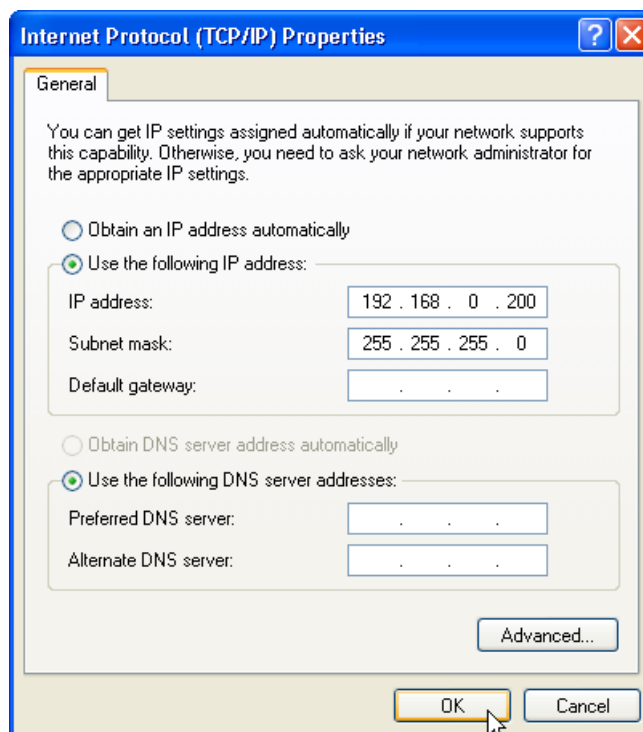 Internet Protocol (TCP/IP) Properties
General
You can get IP settings assigned automatically if your network supports
this capability. Otherwise, you need to ask your network administrator for
the appropriate IP settings.
Obtain an IP address automatically
Use the following IP address:
IP address: 192 . 168 . 0 . 200
Subnet mask: 255 . 255 . 255 . 0
Default gateway: . . .
Obtain DNS server address automatically
Use the following DNS server addresses:
Preferred DNS server: . . .
Alternate DNS server: . . .
Advanced...
OK Cancel